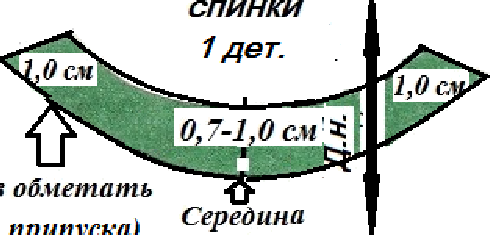 спинки
1 дет.
1,0 см
1,0 см
0,7-1,0 см
Д.н.
в обметать
припуска)
Середина